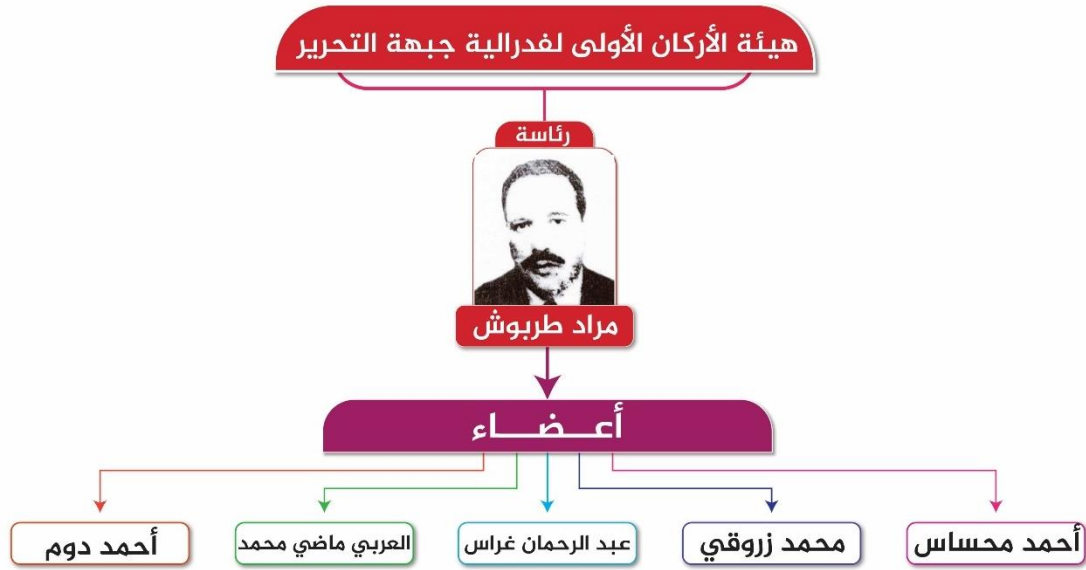 هيئة الأركان الأولى لفدرالية جبهة التحرير
رئاسة
مراد طربوش
أعـــضـــاء
أحمد محساس
محمد زروقي
عبد الرحمان غراس
العربي ماضي محمد
أحمد دوم